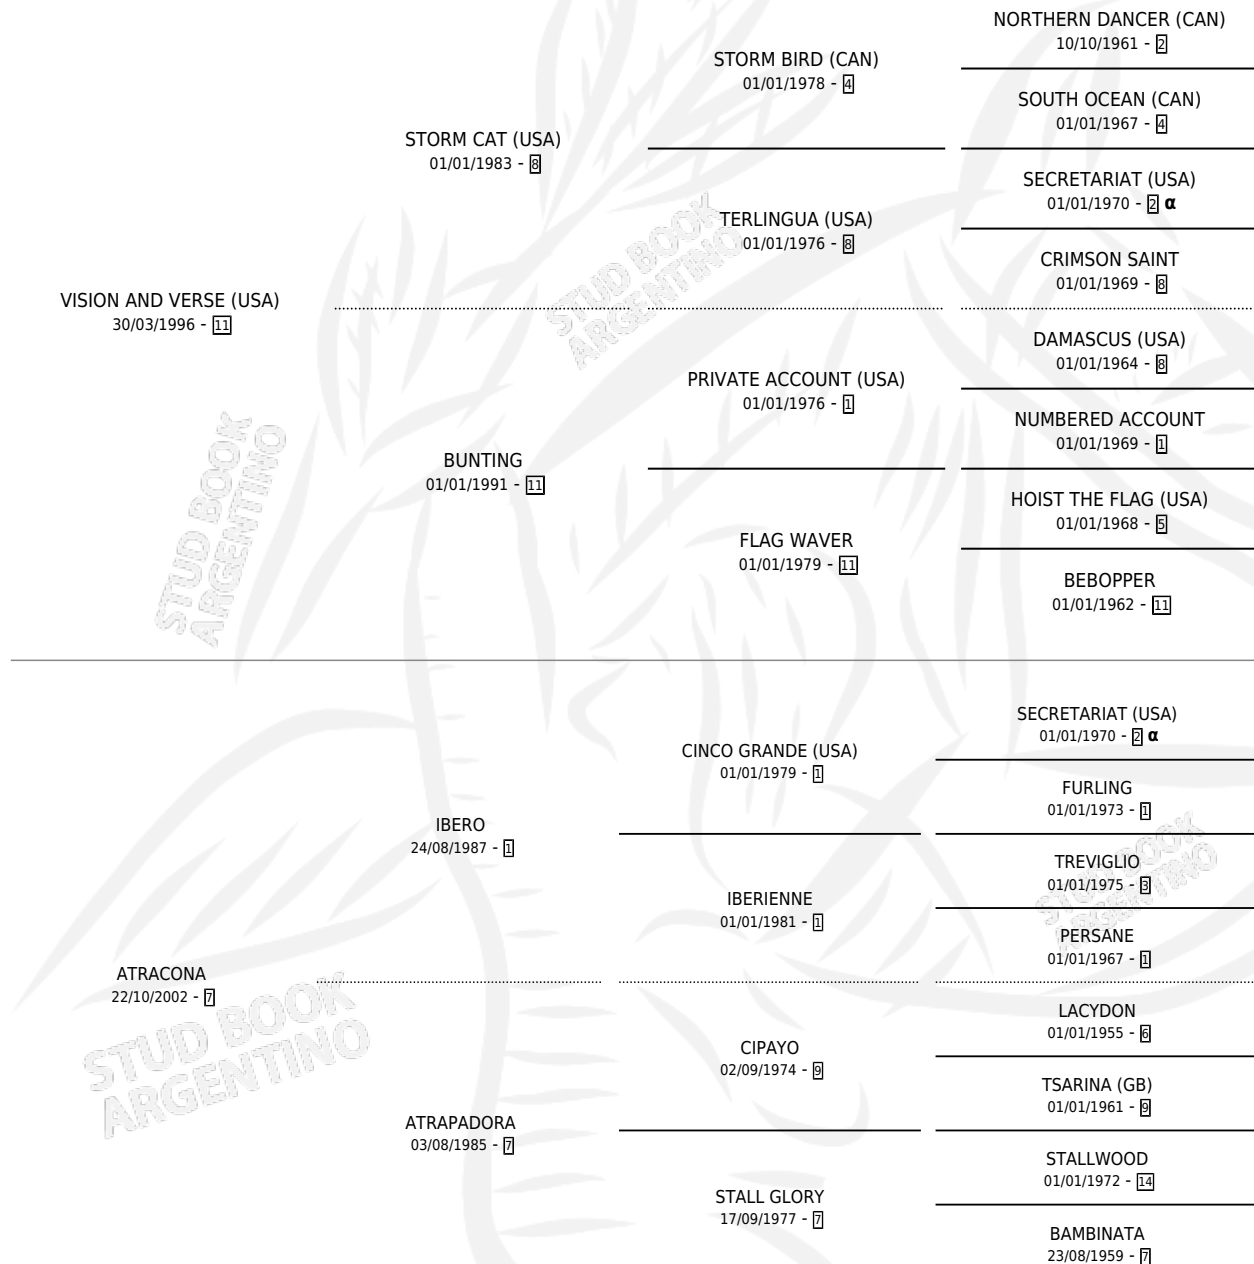 NORTHERN DANCER (CAN)
10/10/1961 - 2
STORM BIRD (CAN)
01/01/1978 - 4
SOUTH OCEAN (CAN)
01/01/1967 - 4
STORM CAT (USA)
01/01/1983 - 8
SECRETARIAT (USA)
01/01/1970 - 2 α
TERLINGUA (USA)
01/01/1976 - 8
CRIMSON SAINT
01/01/1969 - 8
VISION AND VERSE (USA)
30/03/1996 - 11
DAMASCUS (USA)
01/01/1964 - 8
PRIVATE ACCOUNT (USA)
01/01/1976 - 1
NUMBERED ACCOUNT
01/01/1969 - 1
BUNTING
01/01/1991 - 11
HOIST THE FLAG (USA)
01/01/1968 - 5
FLAG WAVER
01/01/1979 - 11
BEBOPPER
01/01/1962 - 11
SECRETARIAT (USA)
01/01/1970 - 2 α
CINCO GRANDE (USA)
01/01/1979 - 1
FURLING
01/01/1973 - 1
IBERO
24/08/1987 - 1
TREVIGLIO
01/01/1975 - 3
IBERIENNE
01/01/1981 - 1
PERSANE
01/01/1967 - 1
ATRACONA
22/10/2002 - 7
LACYDON
01/01/1955 - 6
CIPAYO
02/09/1974 - 9
TSARINA (GB)
01/01/1961 - 9
ATRAPADORA
03/08/1985 - 7
STALLWOOD
01/01/1972 - 14
STALL GLORY
17/09/1977 - 7
BAMBINATA
23/08/1959 - 7
STUD BOOK
ARGENTINO
STUD BOOK
ARGENTINO
STUD BOOK
ARGENTINO
STUD BOOK
ARGENTINO